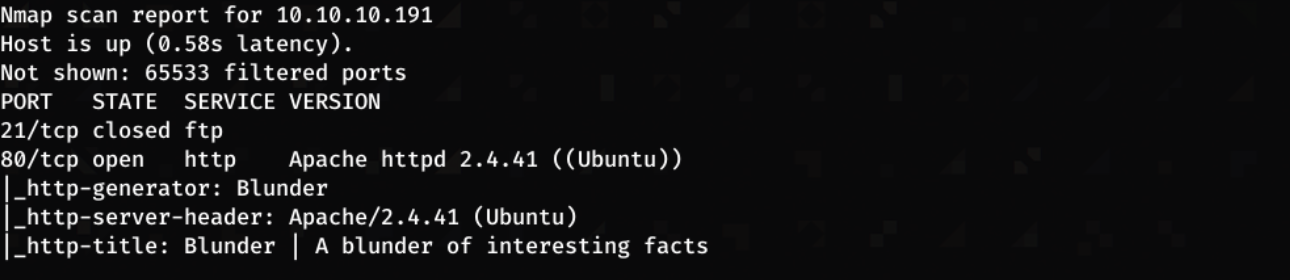 Nmap scan report for 10.10.10.191
Host is up (0.58s latency).
Not shown: 65533 filtered ports
PORT   STATE  SERVICE VERSION
21/tcp closed ftp
80/tcp open   http    Apache httpd 2.4.41 ((Ubuntu))
|_http-generator: Blunder
|_http-server-header: Apache/2.4.41 (Ubuntu)
|_http-title: Blunder | A blunder of interesting facts